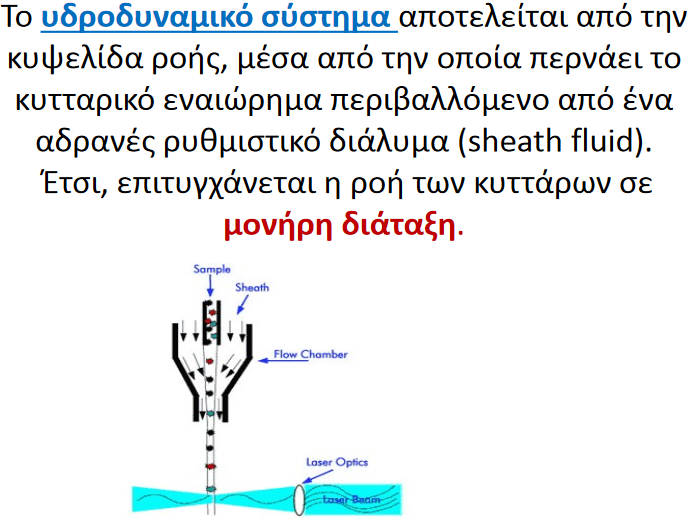 Το υδροδυναμικό σύστημα αποτελείται από την
κυψελίδα ροής, μέσα από την οποία περνάει το
κυτταρικό εναιώρημα περιβαλλόμενο από ένα
αδρανές ρυθμιστικό διάλυμα (sheath fluid).
Έτσι, επιτυγχάνεται η ροή των κυττάρων σε
μονήρη διάταξη.
Sample
Sheath
Flow Chamber
Laser Optics
Laser Beam